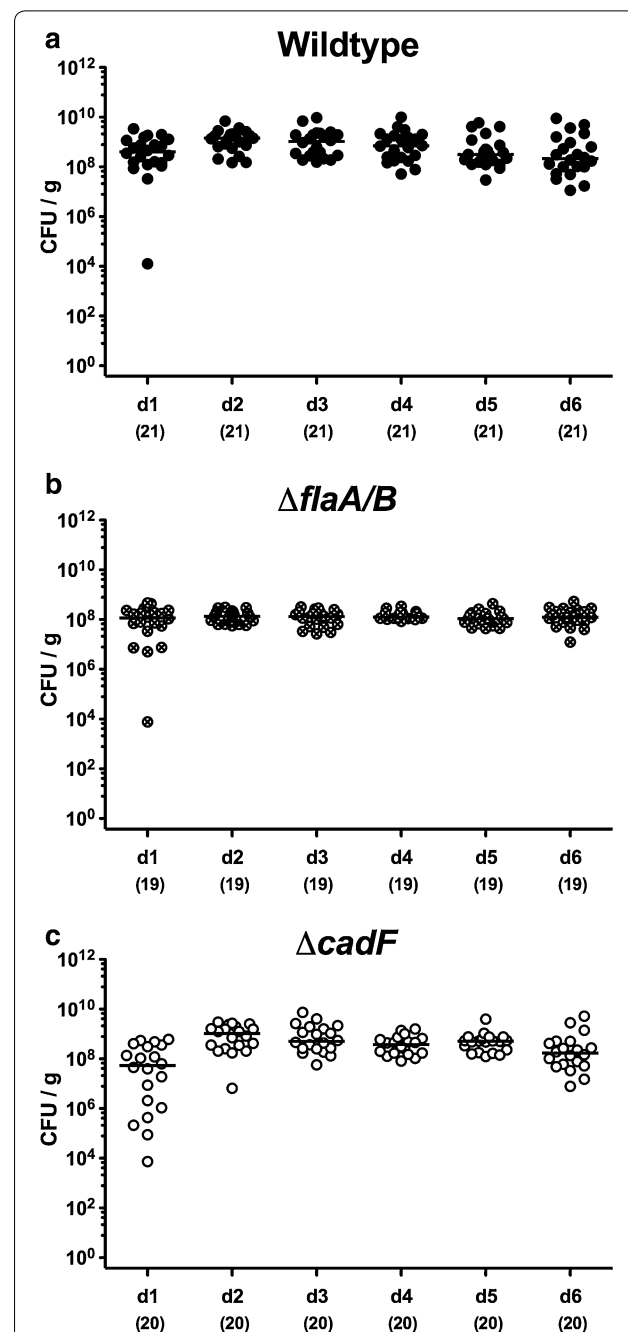 a
Wildtype
10^12
10^10
10^8
10^6
10^4
10^2
10^0
CFU / g
d1 d2 d3 d4 d5 d6
(21) (21) (21) (21) (21) (21)
b
ΔflaA/B
10^12
10^10
10^8
10^6
10^4
10^2
10^0
CFU / g
d1 d2 d3 d4 d5 d6
(19) (19) (19) (19) (19) (19)
c
ΔcadF
10^12
10^10
10^8
10^6
10^4
10^2
10^0
CFU / g
d1 d2 d3 d4 d5 d6
(20) (20) (20) (20) (20) (20)